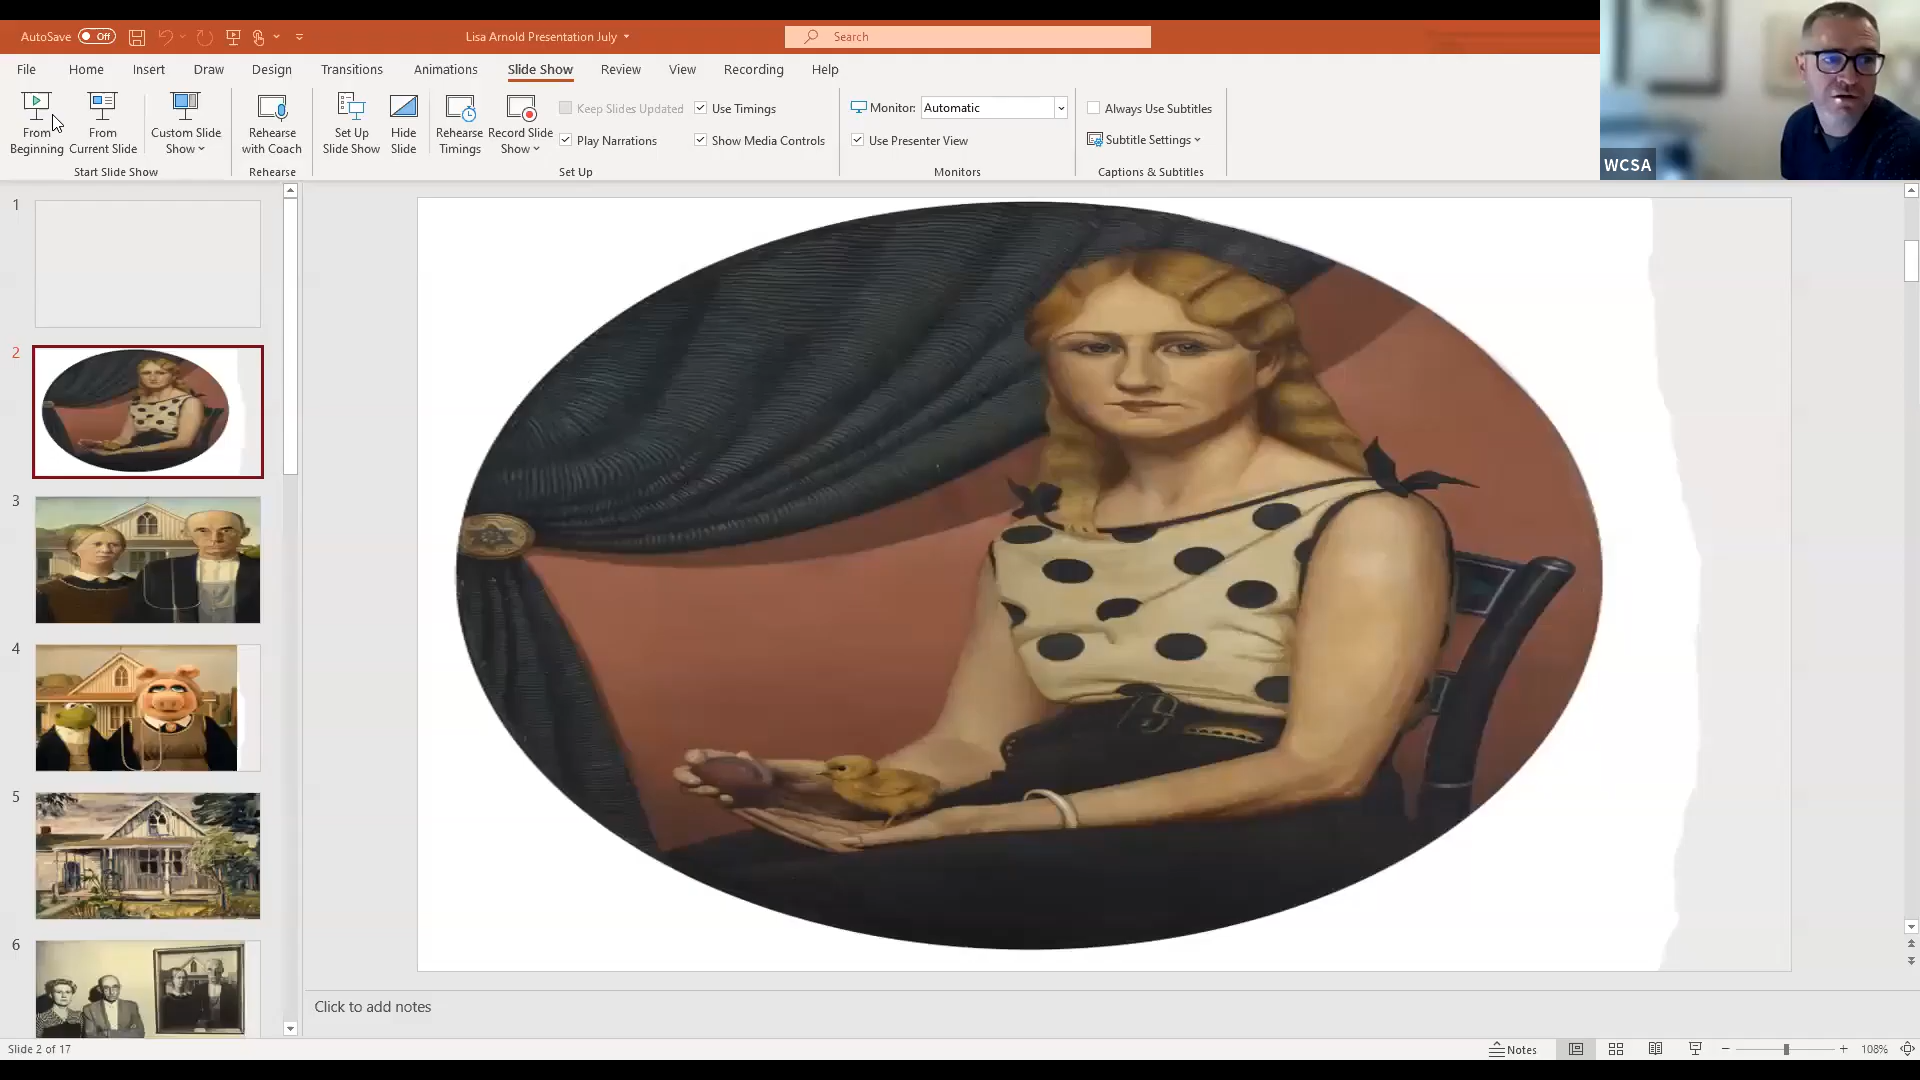 AutoSave Off
Lisa Arnold Presentation July
Search
File Home Insert Draw Design Transitions Animations Slide Show Review View Recording Help
From Beginning
From Current Slide
Custom Slide Show
Start Slide Show
Rehearse with Coach
Rehearse
Set Up Slide Show
Hide Slide
Rehearse Timings
Record Slide Show
Keep Slides Updated
Play Narrations
Use Timings
Show Media Controls
Set Up
Monitor: Automatic
Use Presenter View
Monitors
Always Use Subtitles
Subtitle Settings
Captions & Subtitles
WCSA
1
2
3
4
5
6
Click to add notes
Slide 2 of 17
Notes
108%